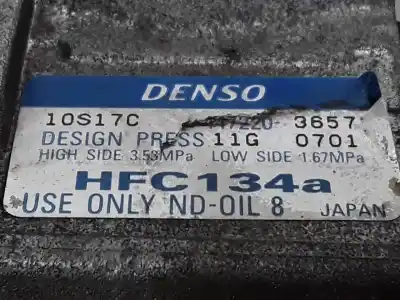 DENSO
10S17C 3657
DESIGN PRESS 11G 0701
HIGH SIDE 3.53MPa LOW SIDE 1.67MPa
HFC134a
USE ONLY ND-OIL 8 JAPAN